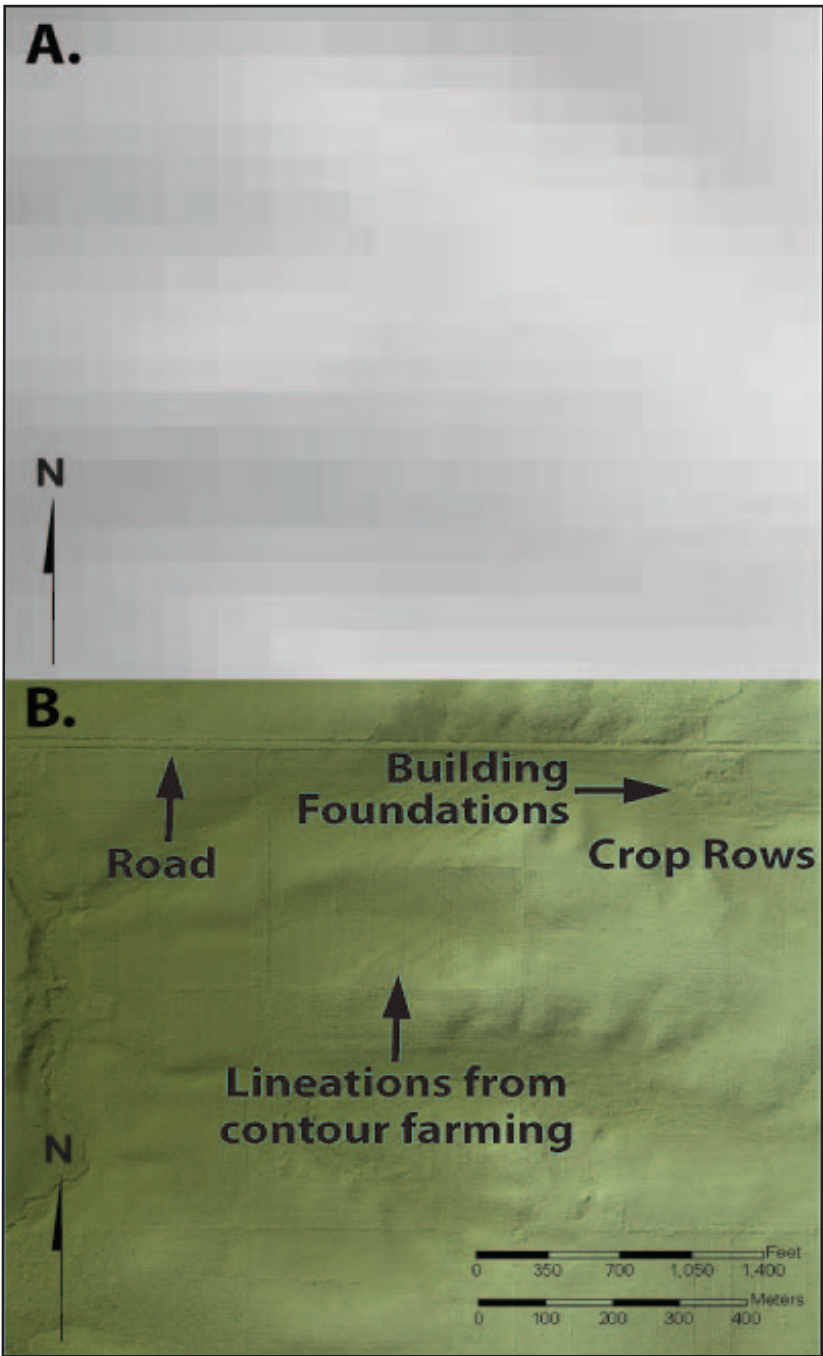 A.
N
B.
Building
Foundations
Road
Crop Rows
Lineations from
contour farming
N
Feet
0 350 700 1,050 1,400
Meters
0 100 200 300 400